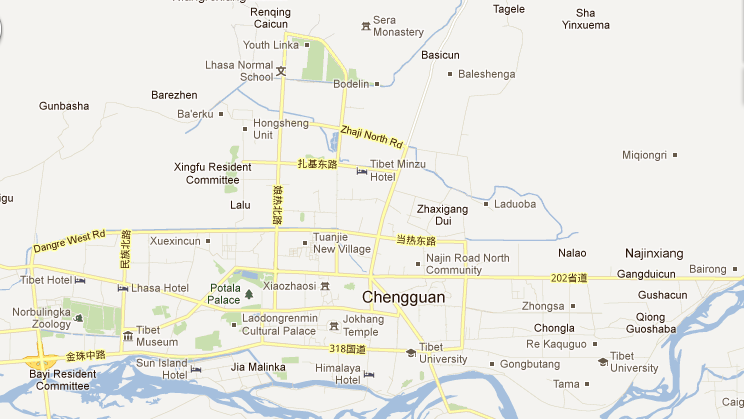 Renqing
Caicun
Sera
Monastery
Tagele
Sha
Yinxuema
Youth Linka
Lhasa Normal
School
Basicun
Baleshenga
Bodelin
Barezhen
Gunbasha
Ba'erku
Hongsheng
Unit
Zhaji North Rd
Miqiongri
Xingfu Resident
Committee
扎基东路
Tibet Minzu
Hotel
igu
Lalu
娘热北路
Zhaxigang
Dui
Laduoba
Dangre West Rd
民族北路
Xuexincun
Tuanjie
New Village
当热东路
Najin Road North
Community
Nalao
Najinxiang
Bairong
Gangduicun
202省道
Tibet Hotel
Lhasa Hotel
Potala
Palace
Xiaozhaosi
Chengguan
Gushacun
Norbulingka
Zoology
Zhongsa
Qiong
Guoshaba
Laodongrenmin
Cultural Palace
Jokhang
Temple
Chongla
Tibet
Museum
Re Kaquguo
金珠中路
318国道
Tibet
University
Tibet
University
Sun Island
Hotel
Jia Malinka
Himalaya
Hotel
Gongbutang
Bayi Resident
Committee
Tama
Caig